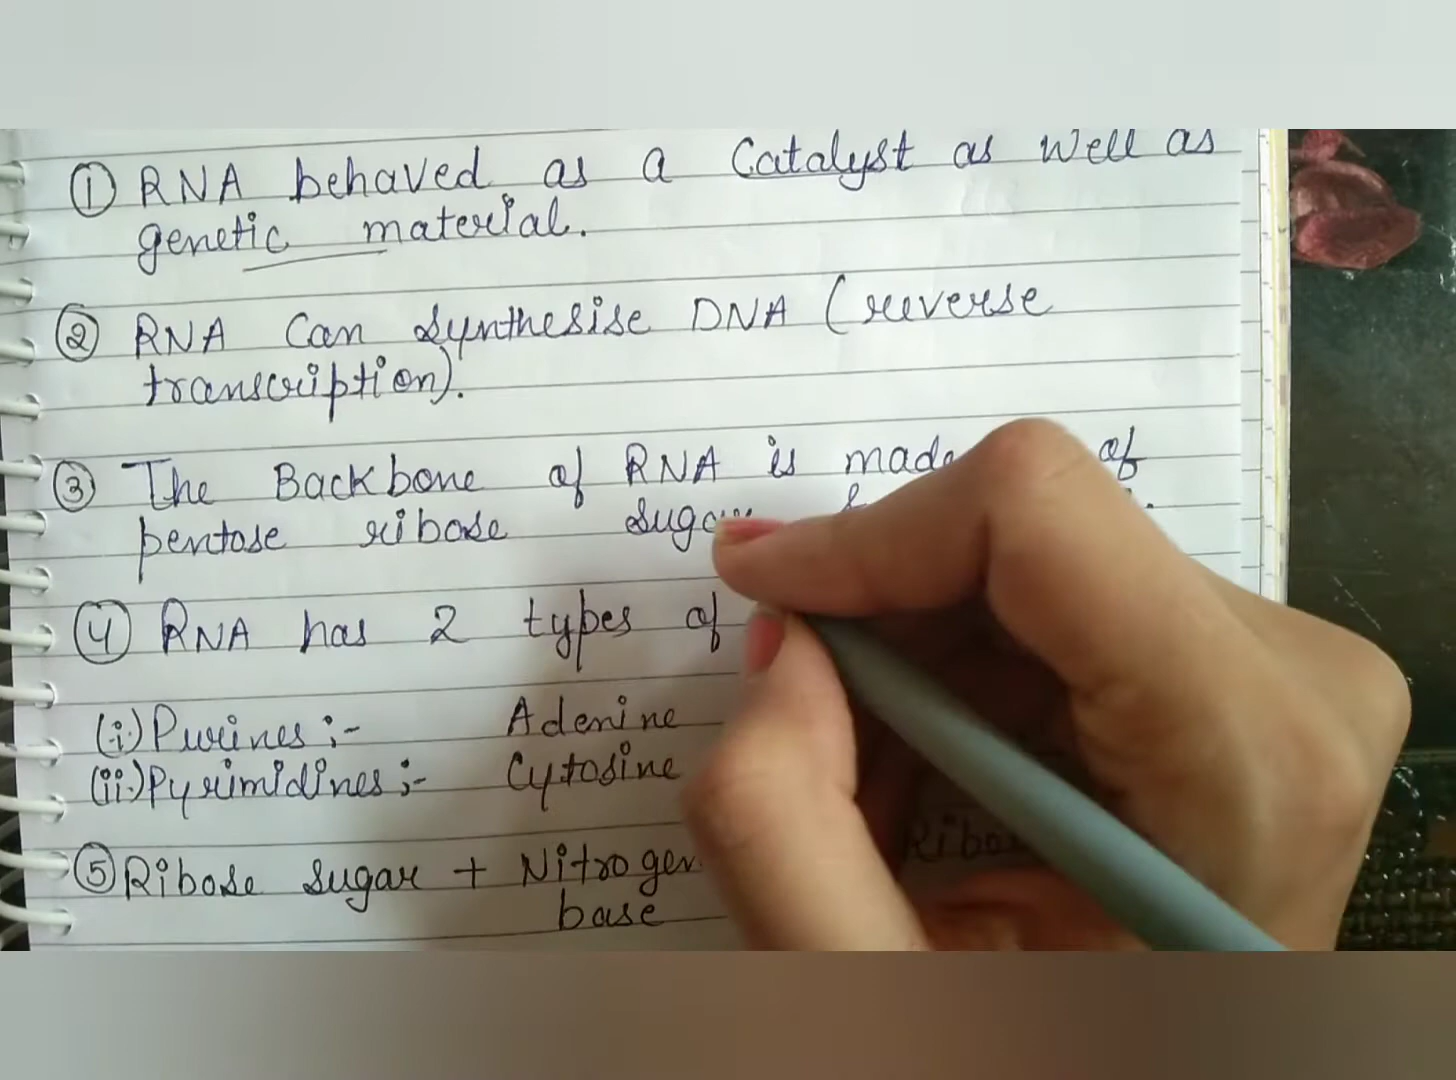 ① RNA behaved as a Catalyst as well as
genetic material.
② RNA Can synthesise DNA (reverse
transcription).
③ The Backbone of RNA is made of
pentose ribose sugar
④ RNA has 2 types of
(i) Purines :- Adenine
(ii) Pyrimidines :- Cytosine
⑤ Ribose sugar + Nitrogen
base